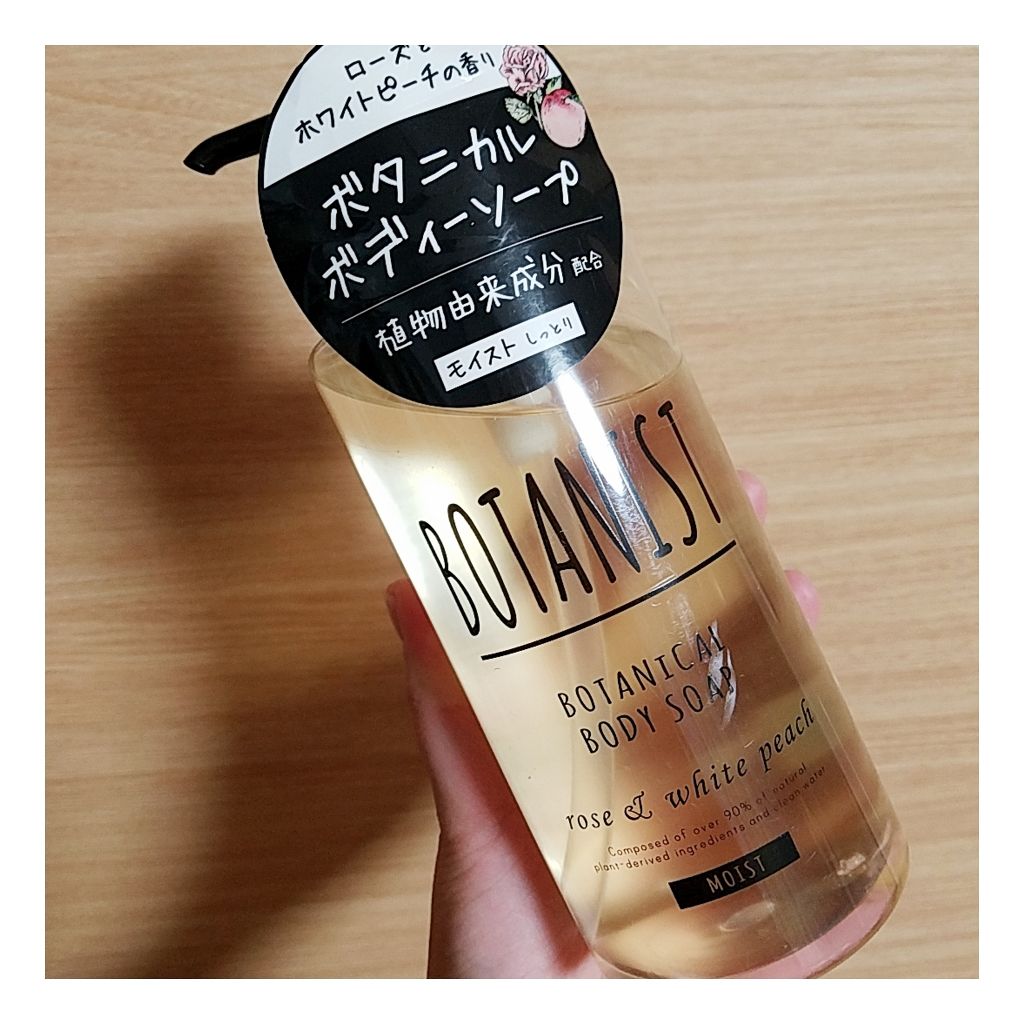 ローズと
ホワイトピーチの香り
ボタニカル
ボディーソープ
植物由来成分 配合
モイスト しっとり
BOTANIST
BOTANICAL
BODY SOAP
rose & white peach
Composed of over 90% of natural
plant-derived ingredients and clean water
MOIST